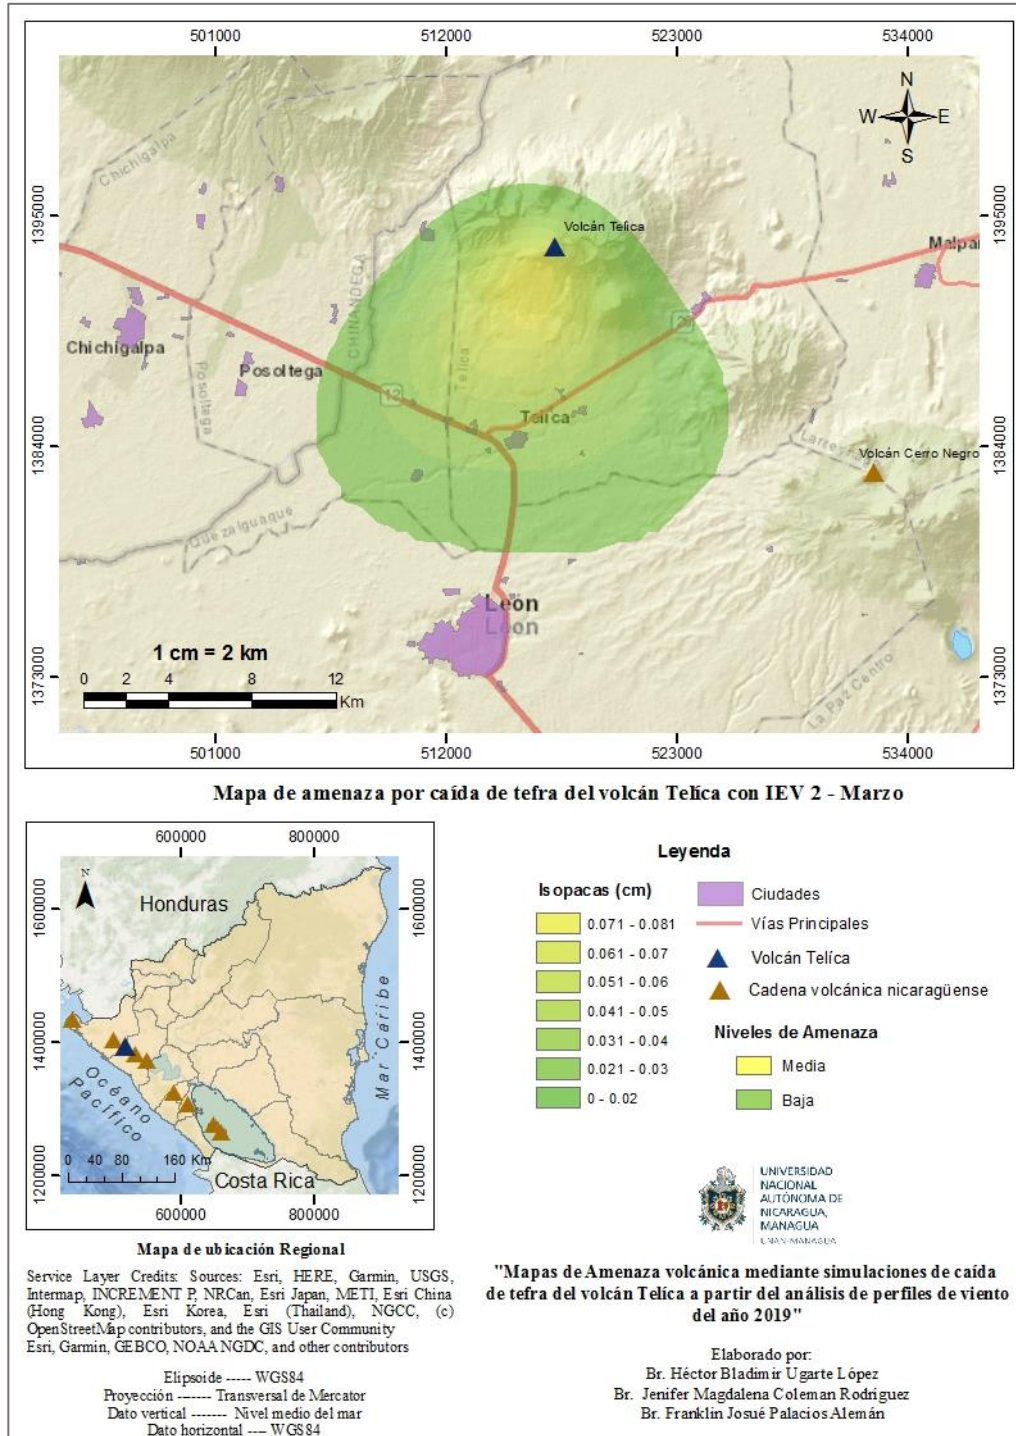 501000 512000 523000 534000
N
W E
S
Chichigalpa
1395000 1395000
Volcán Telíca
CHINANDEGA
Chichigalpa
Posoltega
Posoltega
Telica
12
Telica
1384000 1384000
Larreynaga
Volcán Cerro Negro
Quezalguaque
León
León
La Paz Centro
1 cm = 2 km
0 2 4 8 12
Km
1373000 1373000
501000 512000 523000 534000
Mapa de amenaza por caída de tefra del volcán Telíca con IEV 2 - Marzo
600000 800000
N
Honduras
1600000
Mar Caribe
1400000
Océano
Pacífico
0 40 80 160 Km
Costa Rica
1200000 1200000
600000 800000
Mapa de ubicación Regional
Service Layer Credits: Sources: Esri, HERE, Garmin, USGS,
Intermap, INCREMENT P, NRCan, Esri Japan, METI, Esri China
(Hong Kong), Esri Korea, Esri (Thailand), NGCC, (c)
OpenStreetMap contributors, and the GIS User Community
Esri, Garmin, GEBCO, NOAA NGDC, and other contributors
Elipsoide ----- WGS84
Proyección ------- Transversal de Mercator
Dato vertical ------- Nivel medio del mar
Dato horizontal ---- WGS84
Leyenda
Isopacas (cm)
0.071 - 0.081
0.061 - 0.07
0.051 - 0.06
0.041 - 0.05
0.031 - 0.04
0.021 - 0.03
0 - 0.02
Ciudades
Vías Principales
Volcán Telíca
Cadena volcánica nicaragüense
Niveles de Amenaza
Media
Baja
UNIVERSIDAD
NACIONAL
AUTÓNOMA DE
NICARAGUA,
MANAGUA
UNAN-MANAGUA
"Mapas de Amenaza volcánica mediante simulaciones de caída
de tefra del volcán Telíca a partir del análisis de perfiles de viento
del año 2019"
Elaborado por:
Br. Héctor Bladimir Ugarte López
Br. Jenifer Magdalena Coleman Rodriguez
Br. Franklin Josué Palacios Alemán